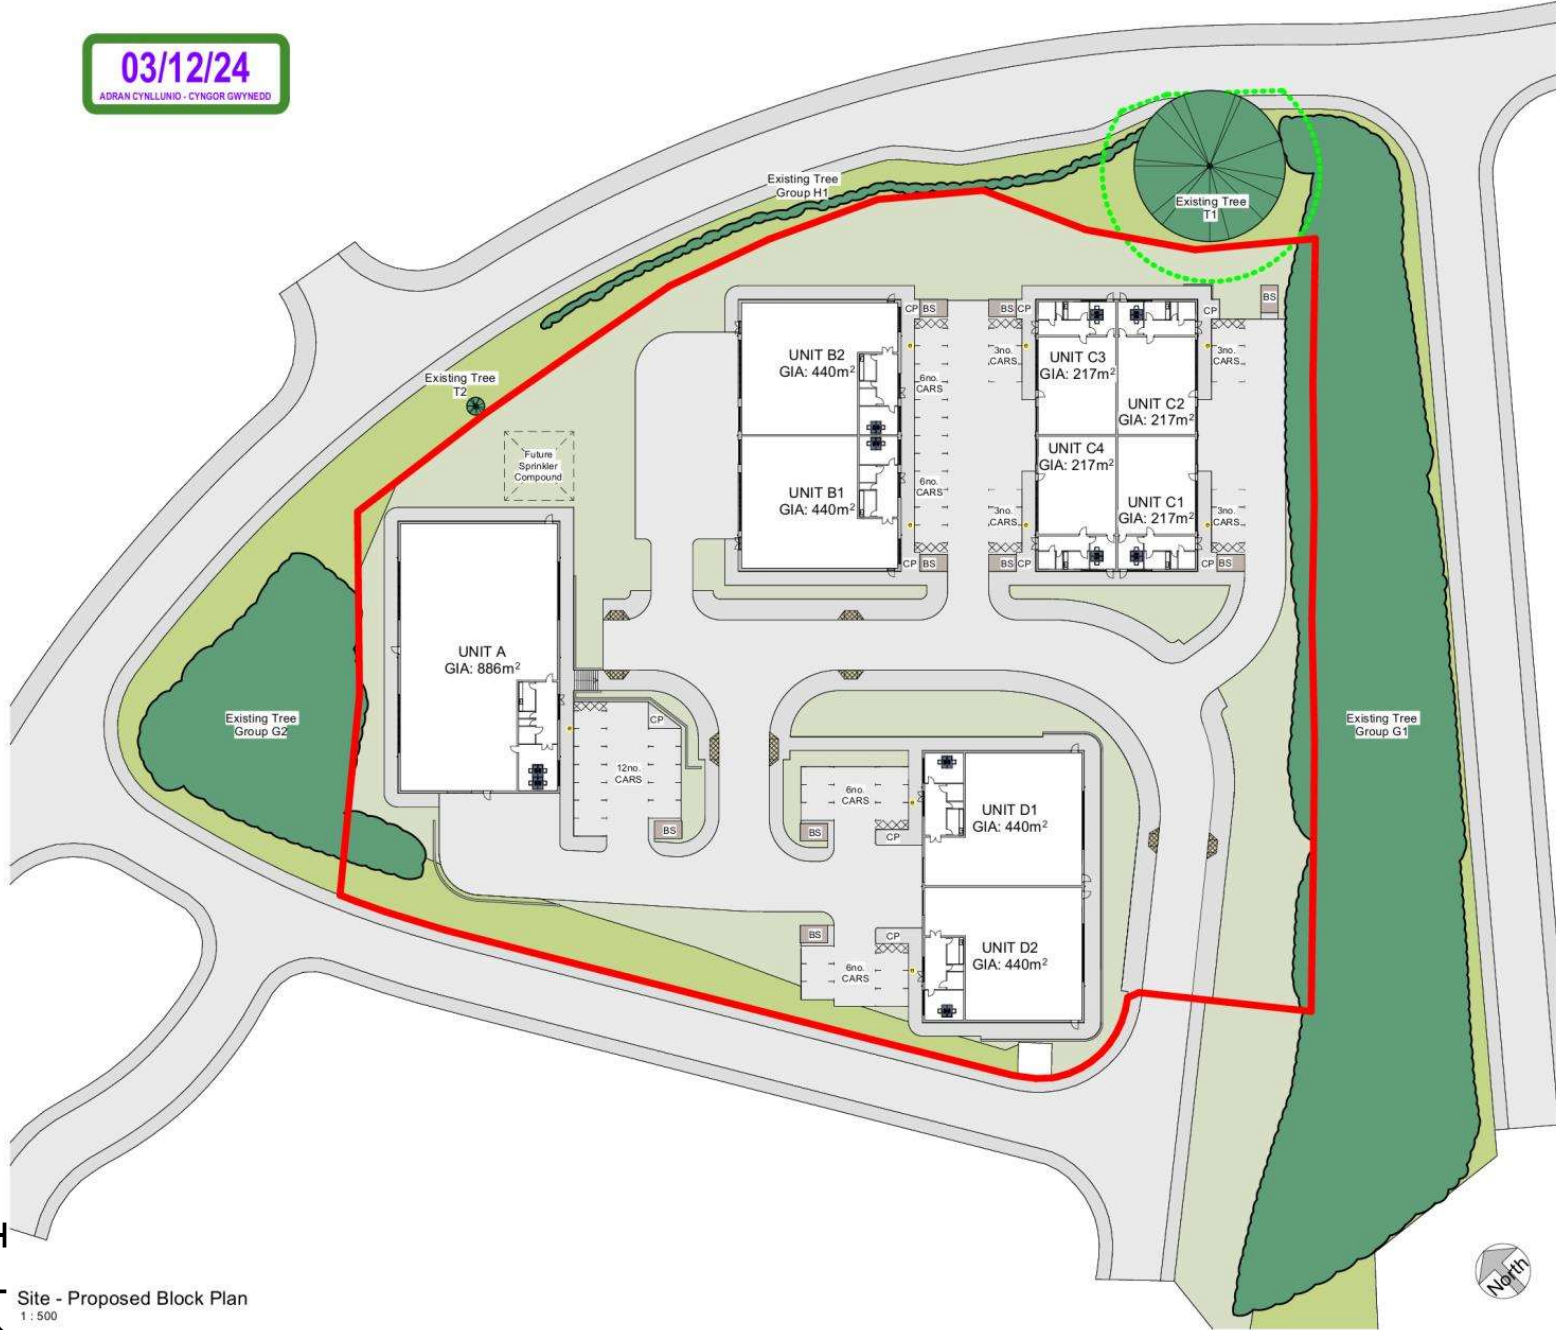 03/12/24
ADRAN CYNLLUNIO - CYNGOR GWYNEDD
Existing Tree
Group H1
Existing Tree
T1
Existing Tree
T2
Future
Sprinkler
Compound
UNIT B2
GIA: 440m²
UNIT B1
GIA: 440m²
CP BS
6no.
CARS
6no.
CARS
CP BS
BS CP
3no.
CARS
3no.
CARS
BS CP
UNIT C3
GIA: 217m²
UNIT C2
GIA: 217m²
UNIT C4
GIA: 217m²
UNIT C1
GIA: 217m²
CP
BS
3no.
CARS
3no.
CARS
CP BS
UNIT A
GIA: 886m²
Existing Tree
Group G2
Existing Tree
Group G1
CP
12no.
CARS
BS
6no.
CARS
BS
CP
UNIT D1
GIA: 440m²
BS
CP
6no.
CARS
UNIT D2
GIA: 440m²
North
Site - Proposed Block Plan
1 : 500